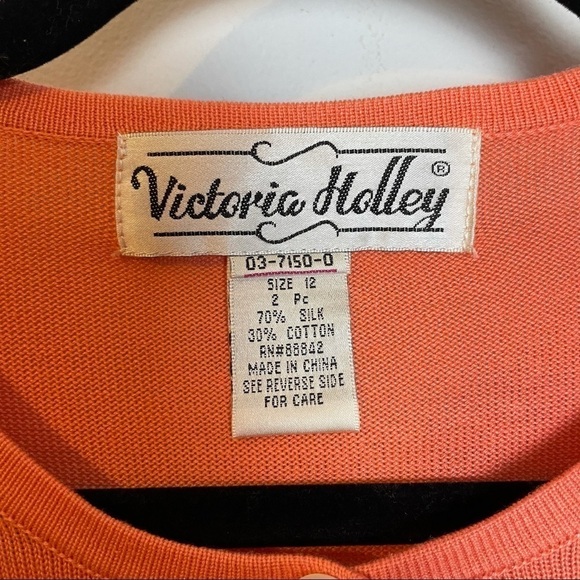 Victoria Holley®
03-7150-0
SIZE 12
2 Pc
70% SILK
30% COTTON
RN#88842
MADE IN CHINA
SEE REVERSE SIDE
FOR CARE